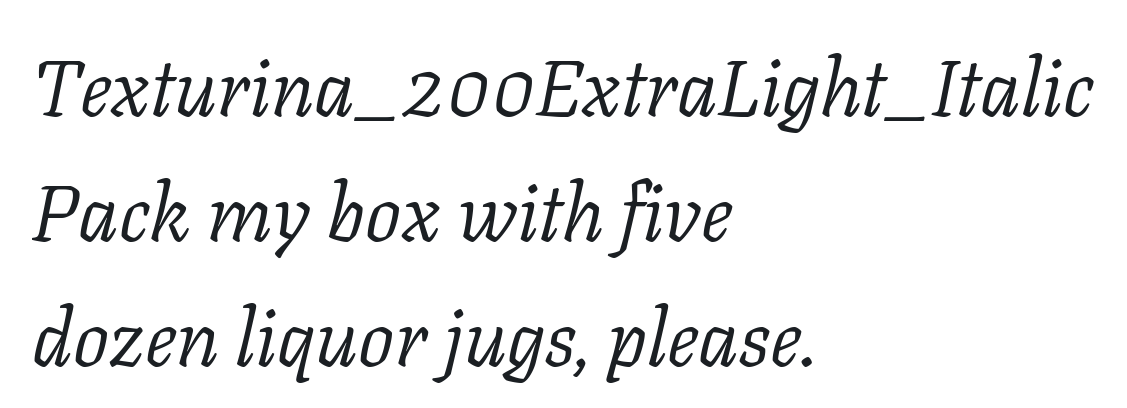 Texturina_200ExtraLight_Italic
Pack my box with five
dozen liquor jugs, please.